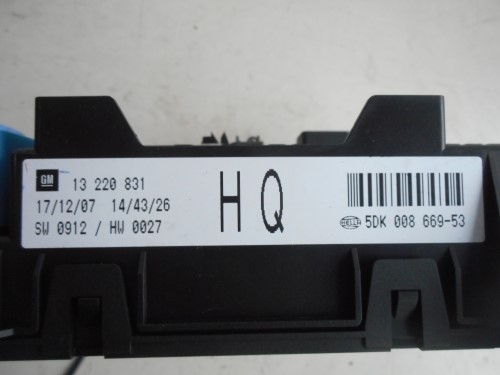 GM 13 220 831
17/12/07 14/43/26
SW 0912 / HW 0027
HQ
HELLA 5DK 008 669-53